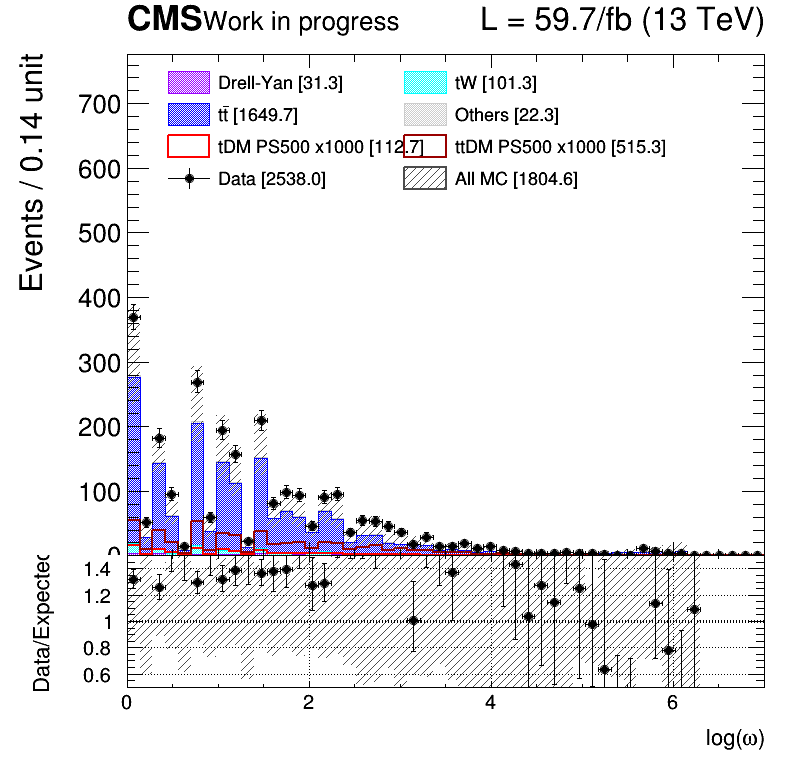 CMS Work in progress L = 59.7/fb (13 TeV)
Events / 0.14 unit
700
600
500
400
300
200
100
0
Drell-Yan [31.3] tW [101.3]
tt̄ [1649.7] Others [22.3]
tDM PS500 x1000 [112.7] ttDM PS500 x1000 [515.3]
Data [2538.0] All MC [1804.6]
Data/Expected
1.4
1.2
1
0.8
0.6
0 2 4 6
log(ω)